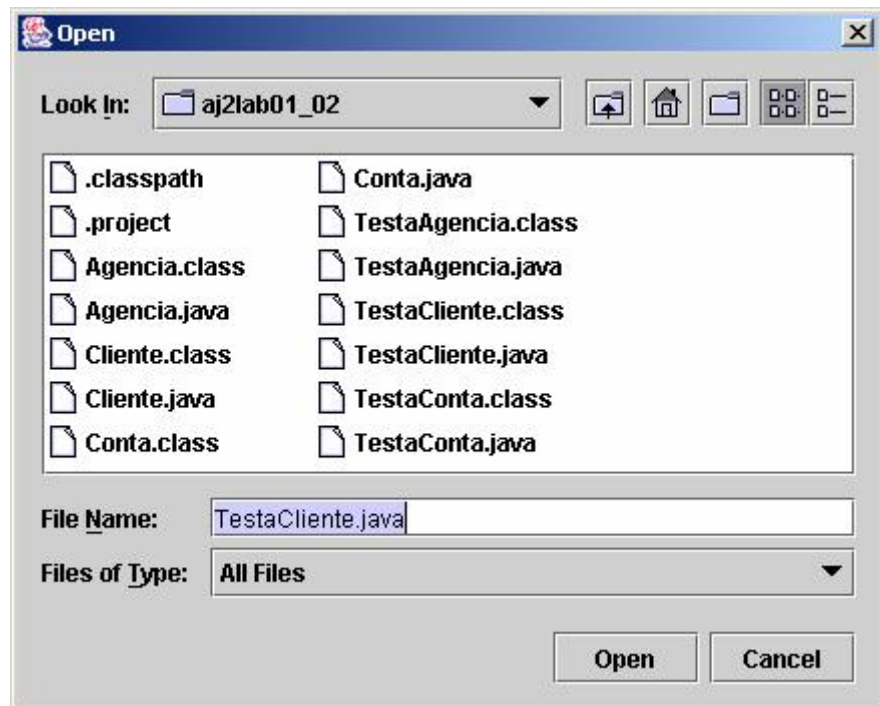 Open
Look In: aj2lab01_02
.classpath
.project
Agencia.class
Agencia.java
Cliente.class
Cliente.java
Conta.class
Conta.java
TestaAgencia.class
TestaAgencia.java
TestaCliente.class
TestaCliente.java
TestaConta.class
TestaConta.java
File Name: TestaCliente.java
Files of Type: All Files
Open Cancel